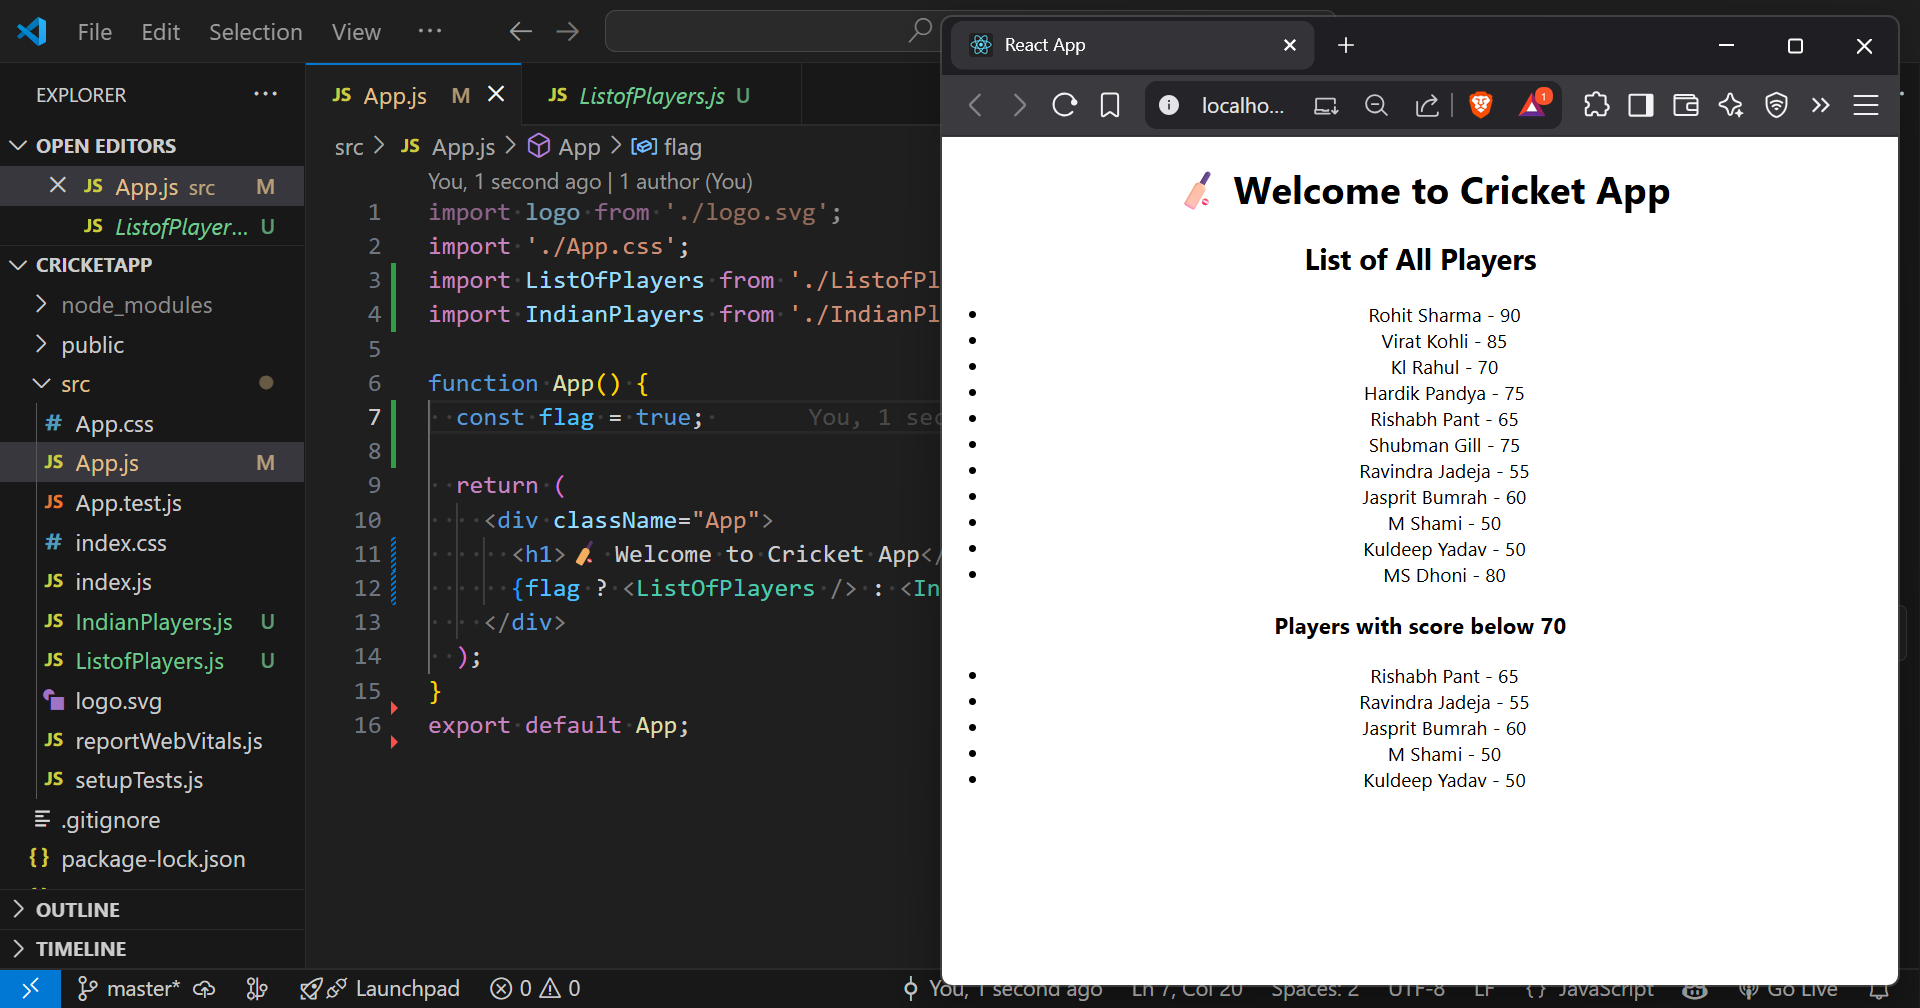 File Edit Selection View ···
EXPLORER ···
OPEN EDITORS
JS App.js src M
JS ListofPlayer... U
CRICKETAPP
node_modules
public
src
# App.css
JS App.js M
JS App.test.js
# index.css
JS index.js
JS IndianPlayers.js U
JS ListofPlayers.js U
logo.svg
JS reportWebVitals.js
JS setupTests.js
.gitignore
{} package-lock.json
OUTLINE
TIMELINE
JS App.js M
JS ListofPlayers.js U
src > JS App.js > App > flag
You, 1 second ago | 1 author (You)
1 import logo from './logo.svg';
2 import './App.css';
3 import ListOfPlayers from './ListofPl
4 import IndianPlayers from './IndianPl
5
6 function App() {
7 const flag = true; You, 1 sec
8
9 return (
10 <div className="App">
11 <h1>🏏 Welcome to Cricket App</
12 {flag ? <ListOfPlayers /> : <In
13 </div>
14 );
15 }
16 export default App;
React App
localho...
1
🏏 Welcome to Cricket App
List of All Players
• Rohit Sharma - 90
• Virat Kohli - 85
• Kl Rahul - 70
• Hardik Pandya - 75
• Rishabh Pant - 65
• Shubman Gill - 75
• Ravindra Jadeja - 55
• Jasprit Bumrah - 60
• M Shami - 50
• Kuldeep Yadav - 50
• MS Dhoni - 80
Players with score below 70
• Rishabh Pant - 65
• Ravindra Jadeja - 55
• Jasprit Bumrah - 60
• M Shami - 50
• Kuldeep Yadav - 50
master* Launchpad 0 0 You, 1 second ago Ln 7, Col 20 Spaces: 2 UTF-8 LF {} JavaScript Go Live